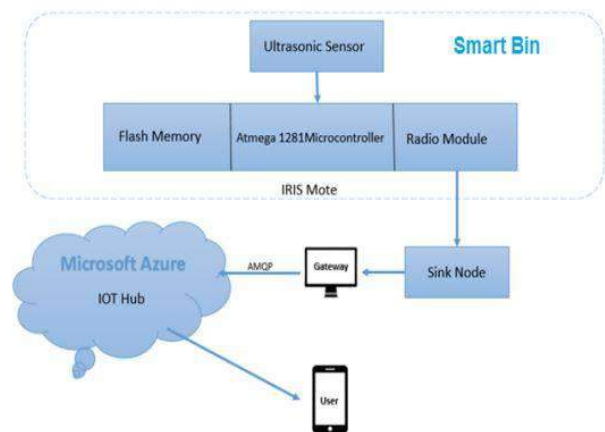 Ultrasonic Sensor
Smart Bin
Flash Memory
Atmega 1281Microcontroller
Radio Module
IRIS Mote
Microsoft Azure
IOT Hub
AMQP
Gateway
Sink Node
User